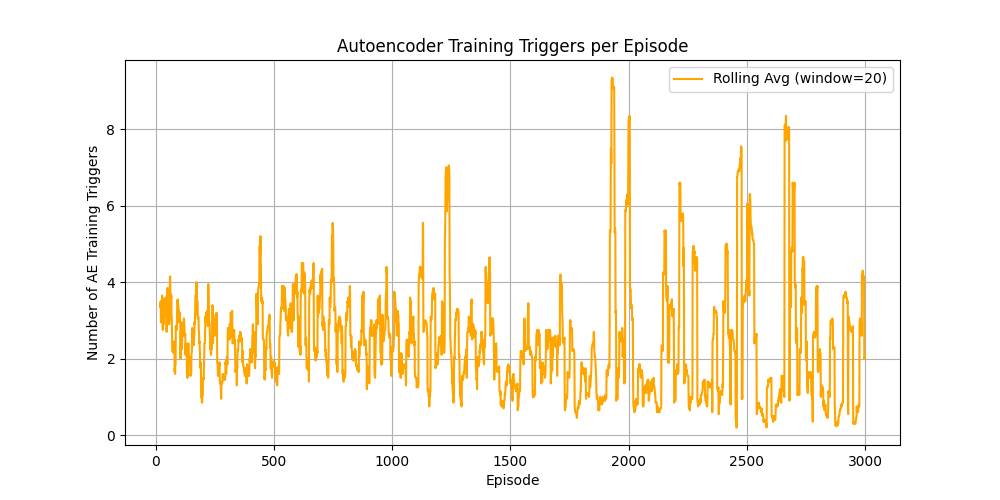 Autoencoder Training Triggers per Episode
Rolling Avg (window=20)
Number of AE Training Triggers
8
6
4
2
0
0 500 1000 1500 2000 2500 3000
Episode